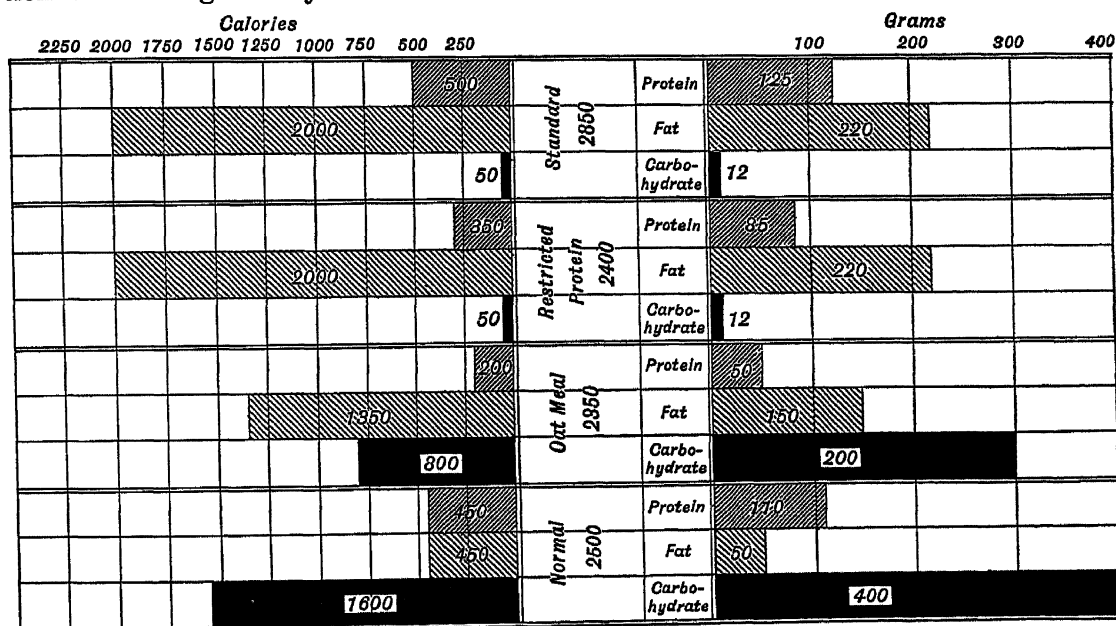 Calories
Grams
2250 2000 1750 1500 1250 1000 750 500 250
100 200 300 400
500 Standard 2850 Protein 125
2000 Fat 220
50 Carbo-hydrate 12
350 Restricted Protein 2400 Protein 85
2000 Fat 220
50 Carbo-hydrate 12
200 Oat Meal 2350 Protein 50
1350 Fat 150
800 Carbo-hydrate 200
450 Normal 2500 Protein 110
450 Fat 50
1600 Carbo-hydrate 400